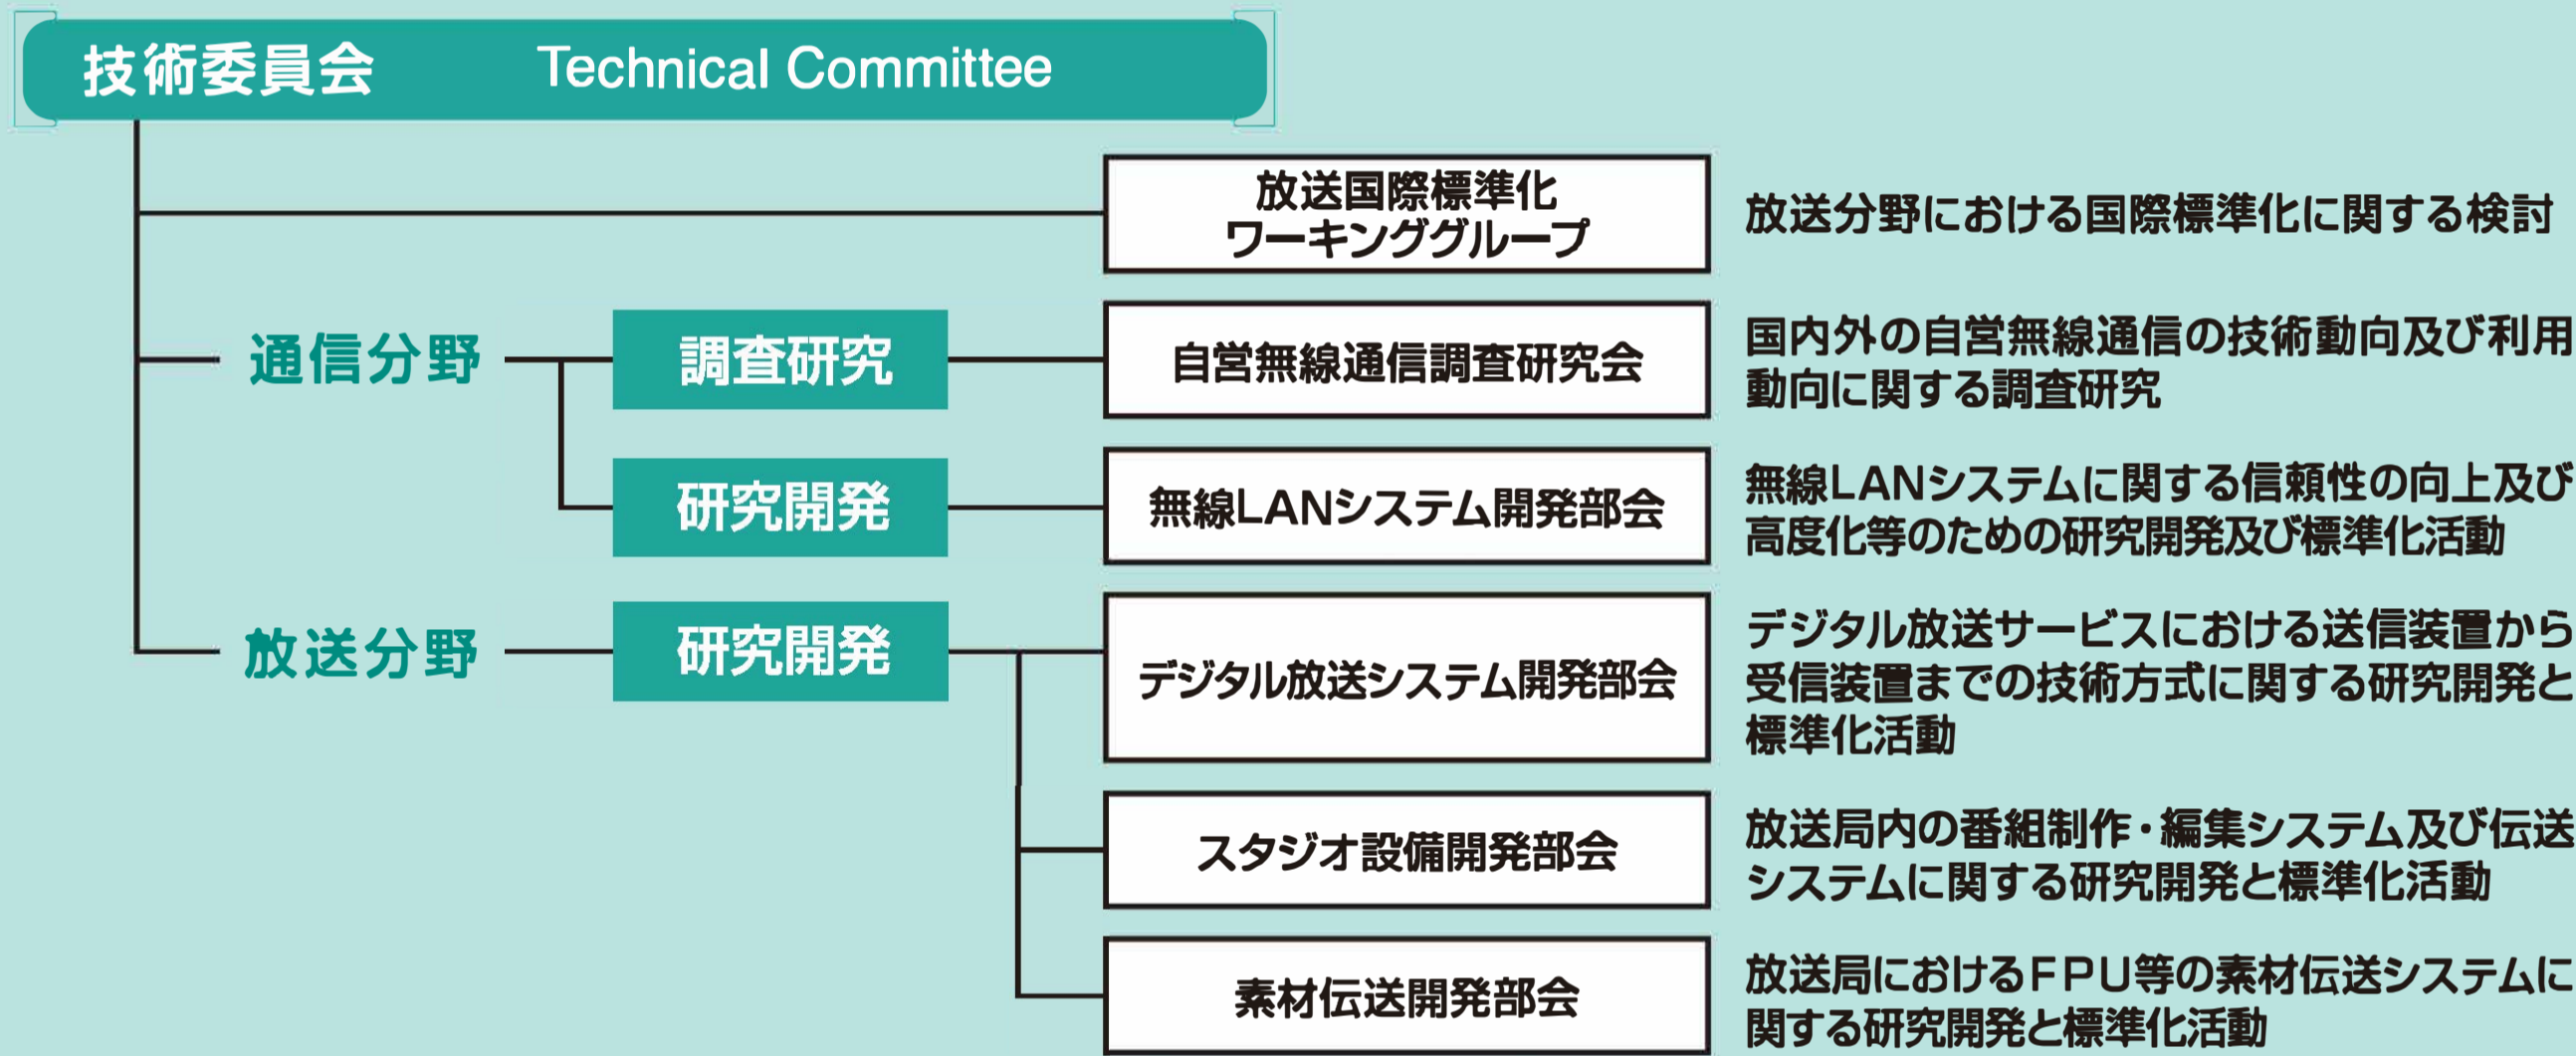 技術委員会 Technical Committee
放送国際標準化
ワーキンググループ
放送分野における国際標準化に関する検討
通信分野
調査研究
自営無線通信調査研究会
国内外の自営無線通信の技術動向及び利用
動向に関する調査研究
研究開発
無線LANシステム開発部会
無線LANシステムに関する信頼性の向上及び
高度化等のための研究開発及び標準化活動
放送分野
研究開発
デジタル放送システム開発部会
デジタル放送サービスにおける送信装置から
受信装置までの技術方式に関する研究開発と
標準化活動
スタジオ設備開発部会
放送局内の番組制作・編集システム及び伝送
システムに関する研究開発と標準化活動
素材伝送開発部会
放送局におけるFPU等の素材伝送システムに
関する研究開発と標準化活動